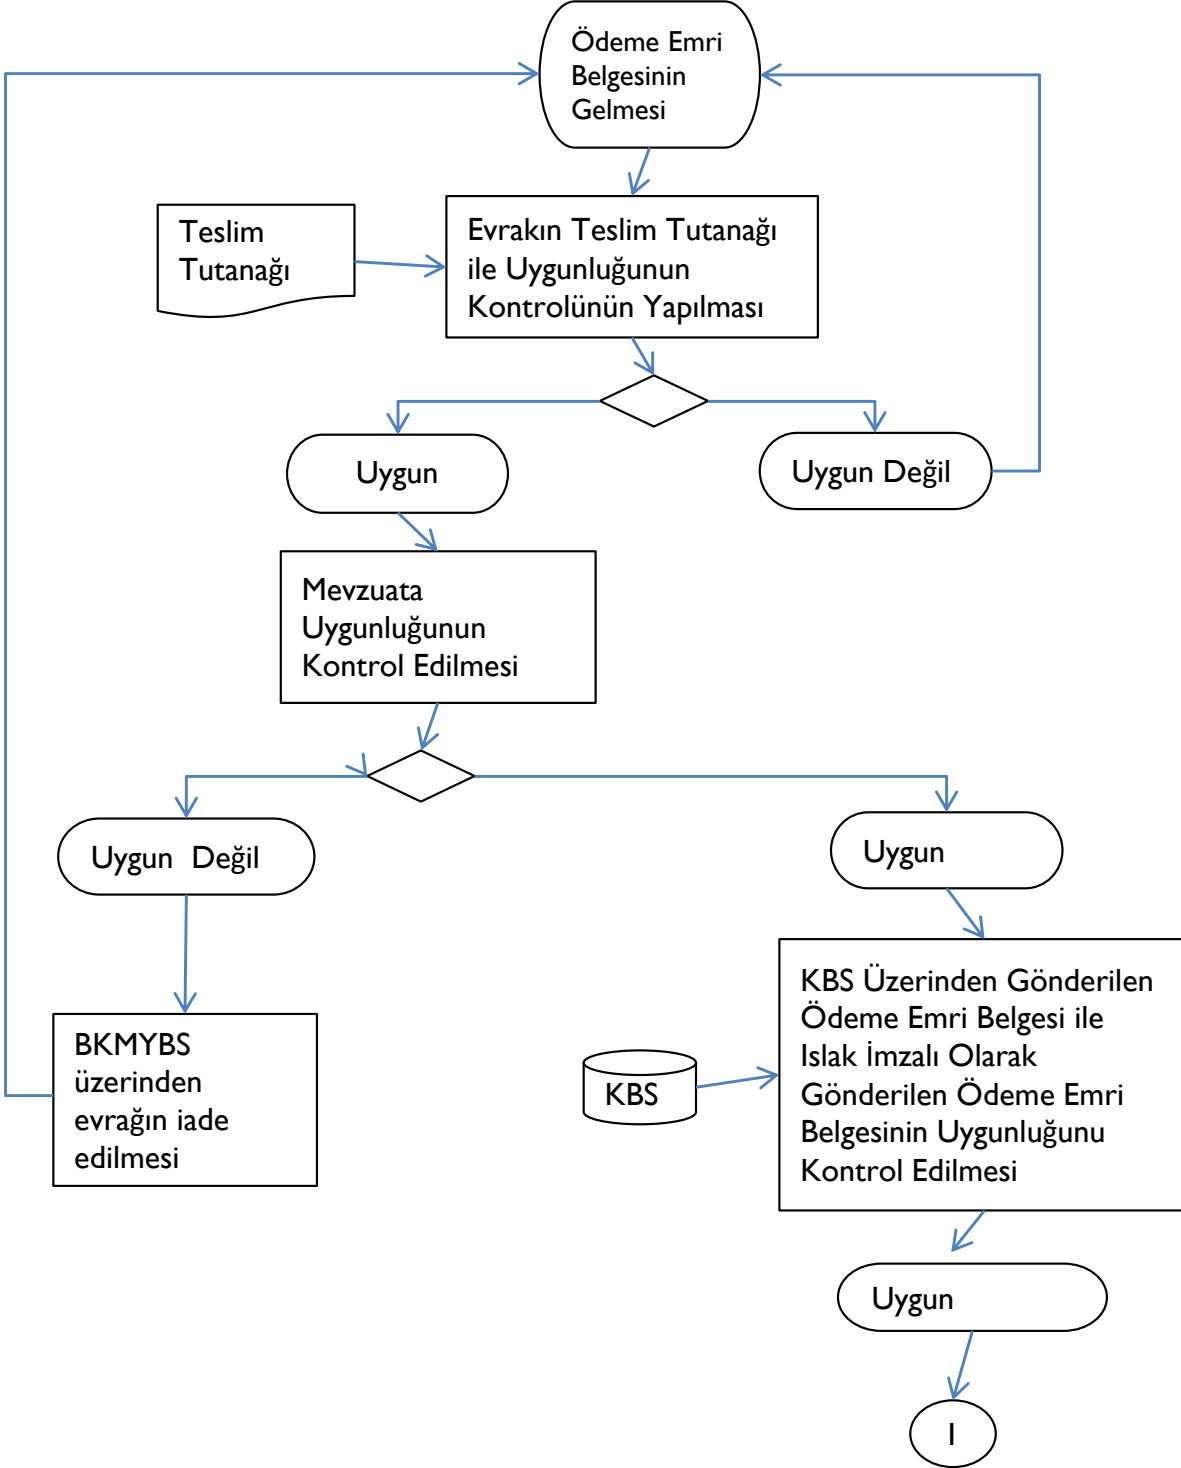 Ödeme Emri
Belgesinin
Gelmesi
Teslim
Tutanağı
Evrakın Teslim Tutanağı
ile Uygunluğunun
Kontrolünün Yapılması
Uygun
Uygun Değil
Mevzuata
Uygunluğunun
Kontrol Edilmesi
Uygun Değil
Uygun
BKMYBS
üzerinden
evrağın iade
edilmesi
KBS
KBS Üzerinden Gönderilen
Ödeme Emri Belgesi ile
Islak İmzalı Olarak
Gönderilen Ödeme Emri
Belgesinin Uygunluğunu
Kontrol Edilmesi
Uygun
1